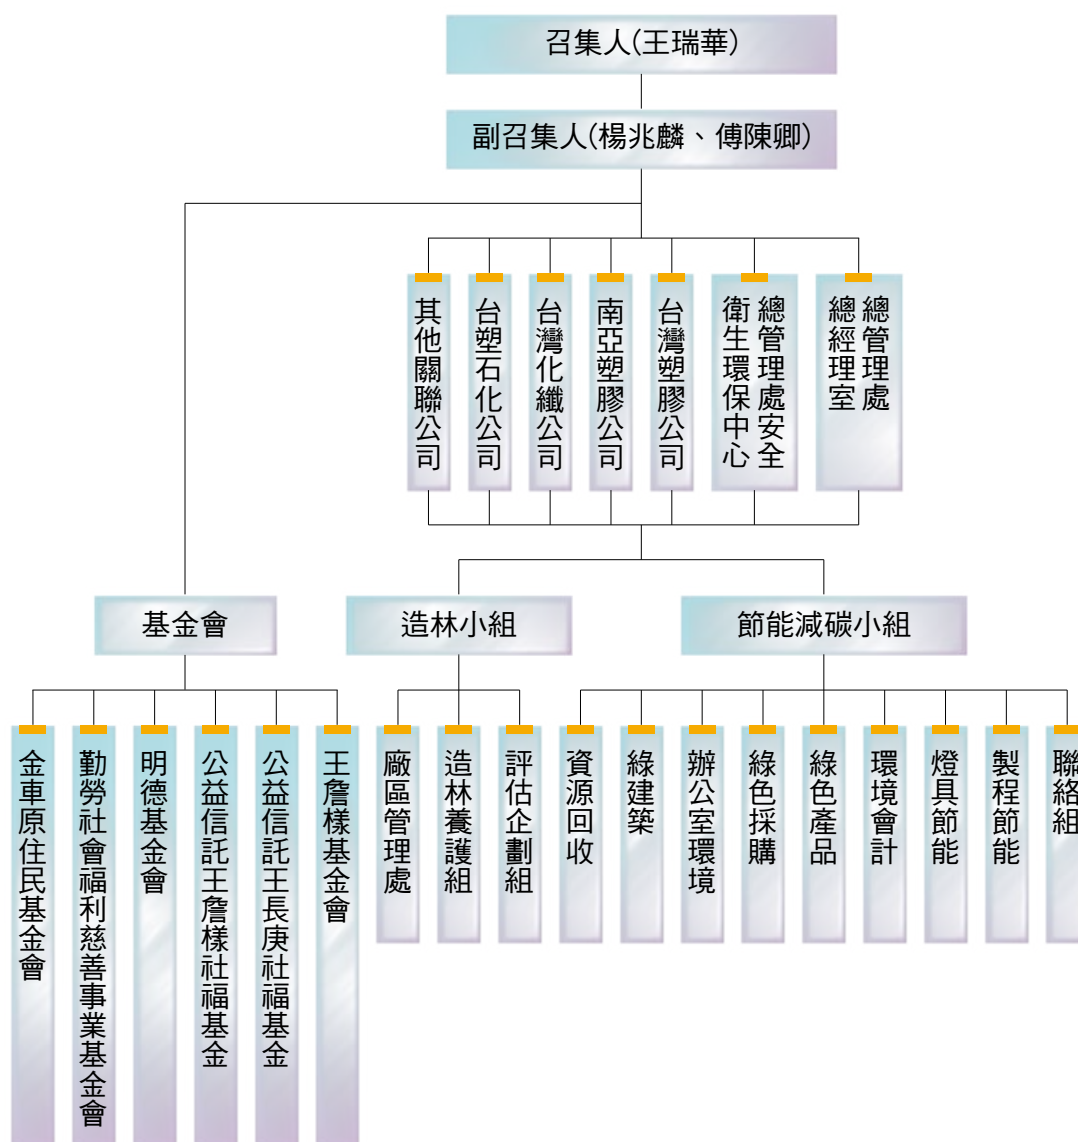 召集人(王瑞華)
副召集人(楊兆麟、傅陳卿)
其他關聯公司
台塑石化公司
台灣化纖公司
南亞塑膠公司
台灣塑膠公司
總管理處安全
衛生環保中心
總管理處
總經理室
基金會
造林小組
節能減碳小組
金車原住民基金會
勤勞社會福利慈善事業基金會
明德基金會
公益信託王詹樣社福基金
公益信託王長庚社福基金
王詹樣基金會
廠區管理處
造林養護組
評估企劃組
資源回收
綠建築
辦公室環境
綠色採購
綠色產品
環境會計
燈具節能
製程節能
聯絡組